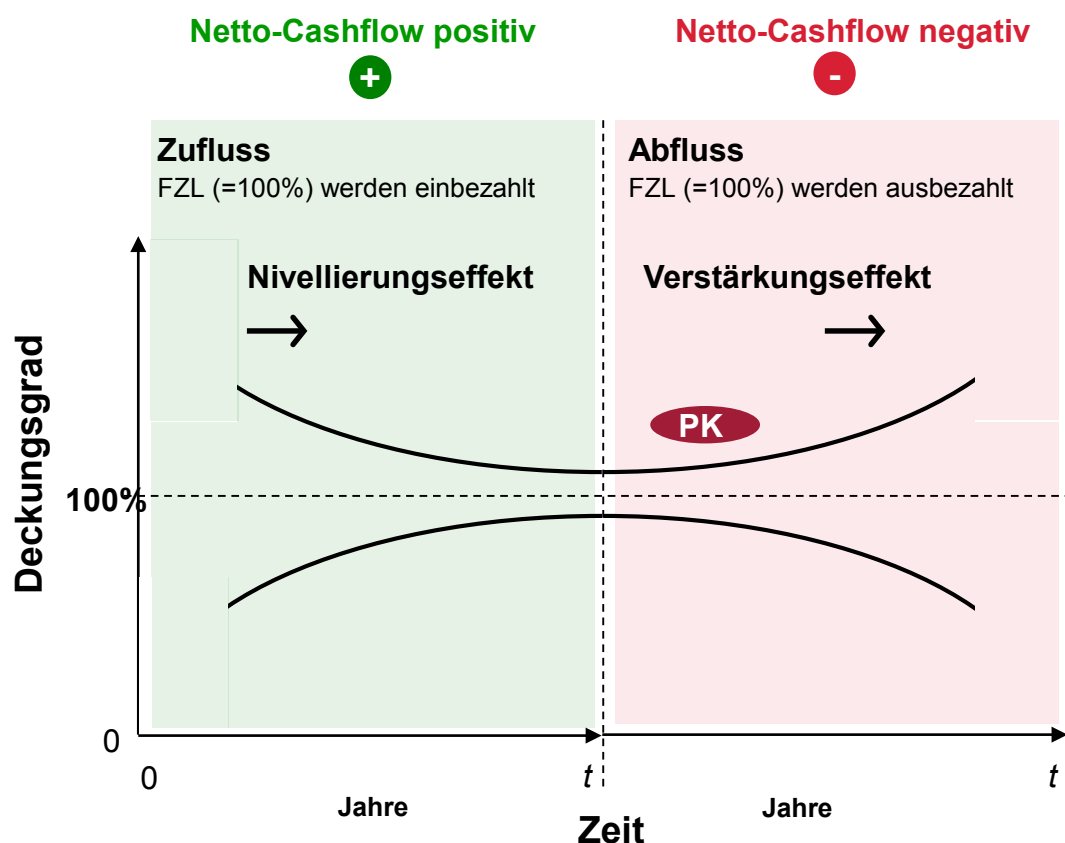 Netto-Cashflow positiv
+
Netto-Cashflow negativ
-
Zufluss
FZL (=100%) werden einbezahlt
Abfluss
FZL (=100%) werden ausbezahlt
Nivellierungseffekt
Verstärkungseffekt
PK
Deckungsgrad
100%
0
0
t
t
Jahre
Jahre
Zeit